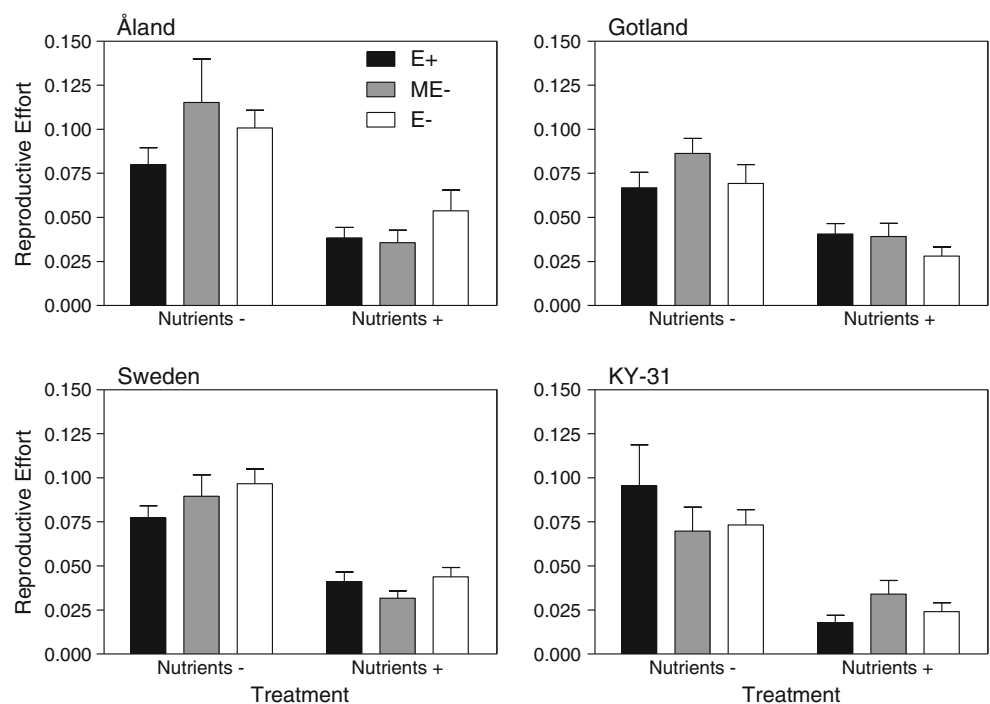 Åland
Reproductive Effort
0.150
0.125
0.100
0.075
0.050
0.025
0.000
E+
ME-
E-
Nutrients -
Nutrients +
Gotland
0.150
0.125
0.100
0.075
0.050
0.025
0.000
Nutrients -
Nutrients +
Sweden
Reproductive Effort
0.150
0.125
0.100
0.075
0.050
0.025
0.000
Nutrients -
Nutrients +
Treatment
KY-31
0.150
0.125
0.100
0.075
0.050
0.025
0.000
Nutrients -
Nutrients +
Treatment